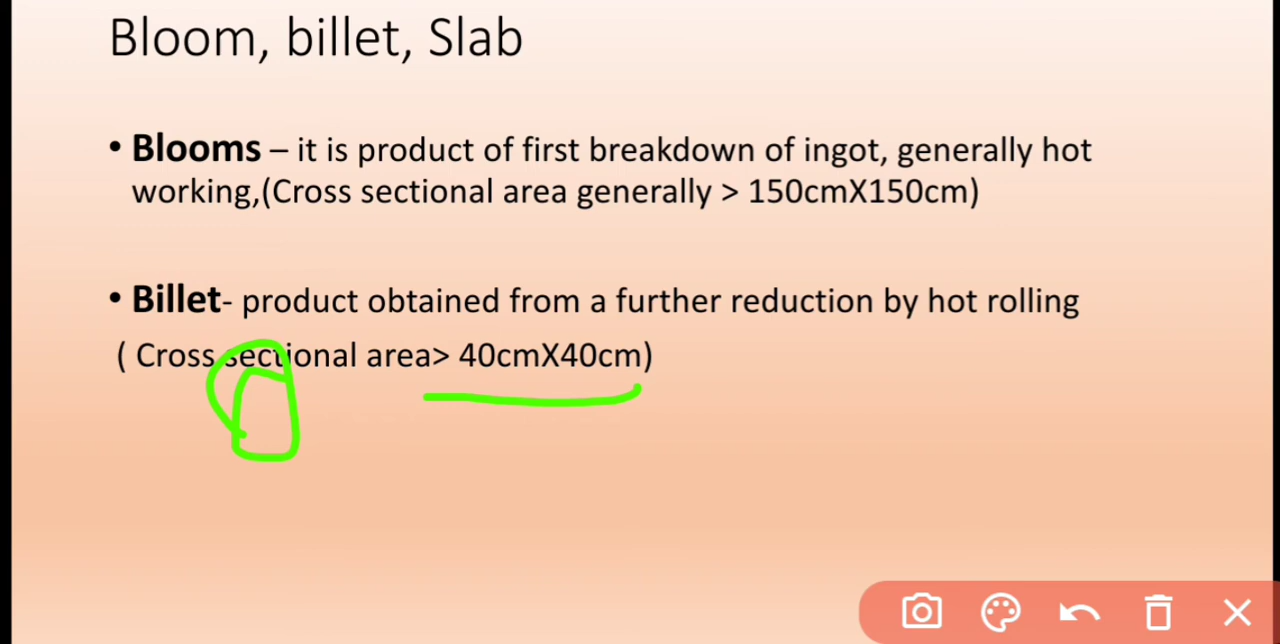 Bloom, billet, Slab
• Blooms – it is product of first breakdown of ingot, generally hot
working,(Cross sectional area generally > 150cmX150cm)
• Billet- product obtained from a further reduction by hot rolling
( Cross sectional area> 40cmX40cm)